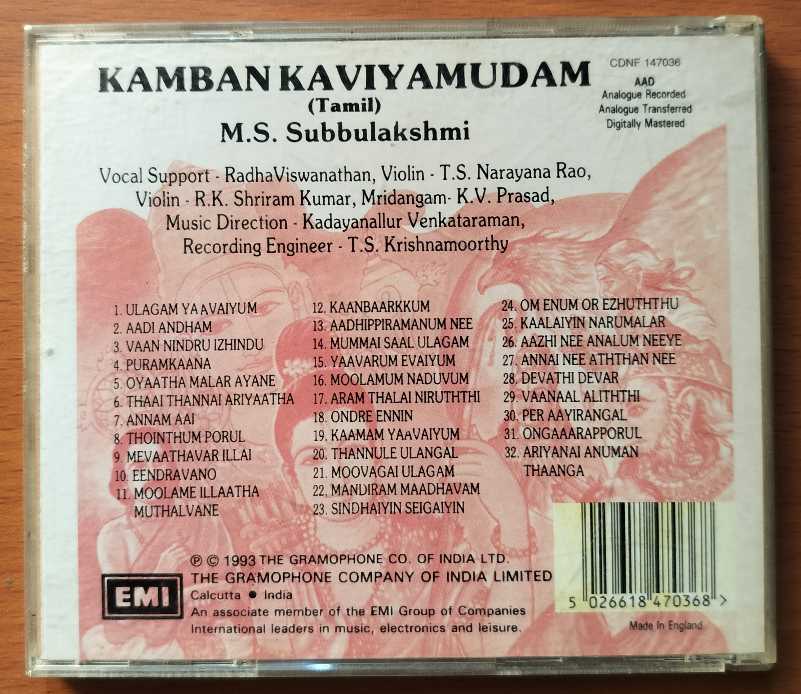 KAMBAN KAVIYAMUDAM
(Tamil)
M.S. Subbulakshmi
CDNF 147036
AAD
Analogue Recorded
Analogue Transferred
Digitally Mastered
Vocal Support - RadhaViswanathan, Violin - T.S. Narayana Rao,
Violin - R.K. Shriram Kumar, Mridangam- K.V. Prasad,
Music Direction - Kadayanallur Venkataraman,
Recording Engineer - T.S. Krishnamoorthy
1. ULAGAM YAAVAIYUM
2. AADI ANDHAM
3. VAAN NINDRU IZHINDU
4. PURAMKAANA
5. OYAATHA MALAR AYANE
6. THAAI THANNAI ARIYAATHA
7. ANNAM AAI
8. THOINTHUM PORUL
9. MEVAATHAVAR ILLAI
10. EENDRAVANO
11. MOOLAME ILLAATHA
MUTHALVANE
12. KAANBAARKKUM
13. AADHIPPIRAMANUM NEE
14. MUMMAI SAAL ULAGAM
15. YAAVARUM EVAIYUM
16. MOOLAMUM NADUVUM
17. ARAM THALAI NIRUTHTHI
18. ONDRE ENNIN
19. KAAMAM YAAVAIYUM
20. THANNULE ULANGAL
21. MOOVAGAI ULAGAM
22. MANDIRAM MAADHAVAM
23. SINDHAIYIN SEIGAIYIN
24. OM ENUM OR EZHUTHTHU
25. KAALAIYIN NARUMALAR
26. AAZHI NEE ANALUM NEEYE
27. ANNAI NEE ATHTHAN NEE
28. DEVATHI DEVAR
29. VAANAAL ALITHTHI
30. PER AAYIRANGAL
31. ONGAAARAPPORUL
32. ARIYANAI ANUMAN
THAANGA
EMI
℗ © 1993 THE GRAMOPHONE CO. OF INDIA LTD.
THE GRAMOPHONE COMPANY OF INDIA LIMITED
Calcutta ● India
An associate member of the EMI Group of Companies
International leaders in music, electronics and leisure.
5 026618 470368 >
Made in England